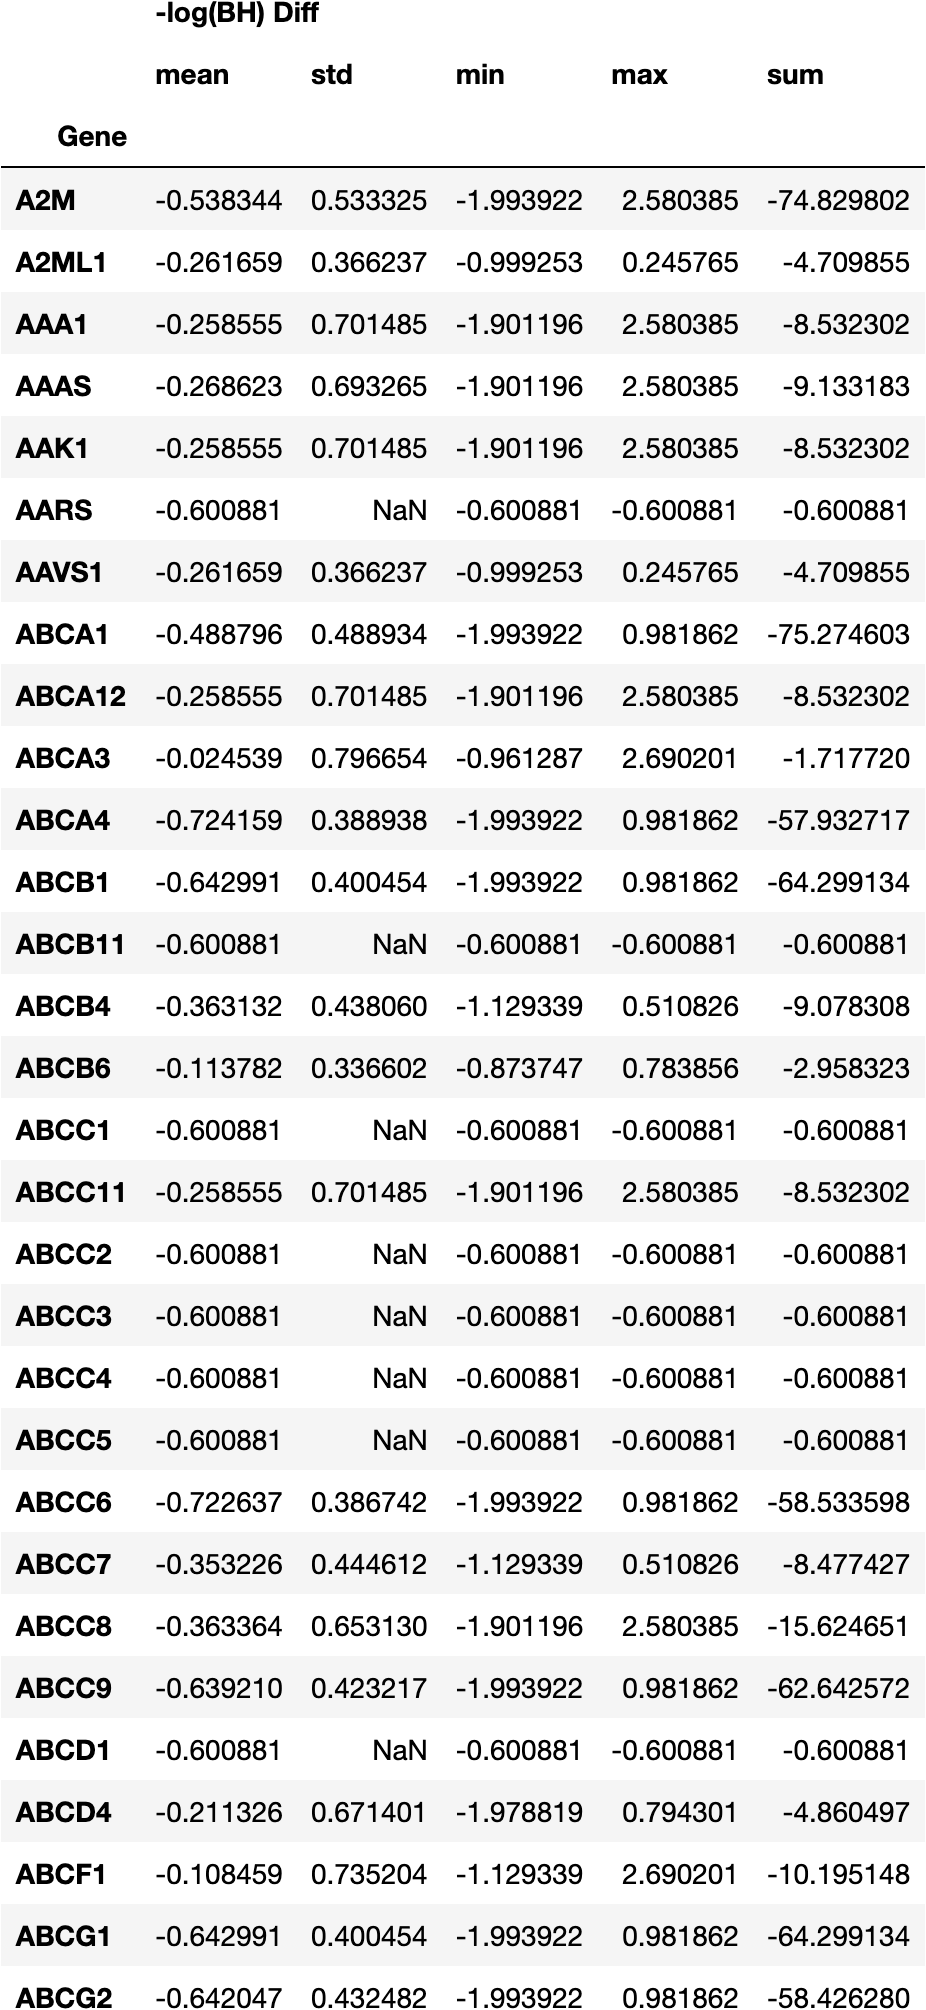 -log(BH) Diff
mean std min max sum
Gene
A2M -0.538344 0.533325 -1.993922 2.580385 -74.829802
A2ML1 -0.261659 0.366237 -0.999253 0.245765 -4.709855
AAA1 -0.258555 0.701485 -1.901196 2.580385 -8.532302
AAAS -0.268623 0.693265 -1.901196 2.580385 -9.133183
AAK1 -0.258555 0.701485 -1.901196 2.580385 -8.532302
AARS -0.600881 NaN -0.600881 -0.600881 -0.600881
AAVS1 -0.261659 0.366237 -0.999253 0.245765 -4.709855
ABCA1 -0.488796 0.488934 -1.993922 0.981862 -75.274603
ABCA12 -0.258555 0.701485 -1.901196 2.580385 -8.532302
ABCA3 -0.024539 0.796654 -0.961287 2.690201 -1.717720
ABCA4 -0.724159 0.388938 -1.993922 0.981862 -57.932717
ABCB1 -0.642991 0.400454 -1.993922 0.981862 -64.299134
ABCB11 -0.600881 NaN -0.600881 -0.600881 -0.600881
ABCB4 -0.363132 0.438060 -1.129339 0.510826 -9.078308
ABCB6 -0.113782 0.336602 -0.873747 0.783856 -2.958323
ABCC1 -0.600881 NaN -0.600881 -0.600881 -0.600881
ABCC11 -0.258555 0.701485 -1.901196 2.580385 -8.532302
ABCC2 -0.600881 NaN -0.600881 -0.600881 -0.600881
ABCC3 -0.600881 NaN -0.600881 -0.600881 -0.600881
ABCC4 -0.600881 NaN -0.600881 -0.600881 -0.600881
ABCC5 -0.600881 NaN -0.600881 -0.600881 -0.600881
ABCC6 -0.722637 0.386742 -1.993922 0.981862 -58.533598
ABCC7 -0.353226 0.444612 -1.129339 0.510826 -8.477427
ABCC8 -0.363364 0.653130 -1.901196 2.580385 -15.624651
ABCC9 -0.639210 0.423217 -1.993922 0.981862 -62.642572
ABCD1 -0.600881 NaN -0.600881 -0.600881 -0.600881
ABCD4 -0.211326 0.671401 -1.978819 0.794301 -4.860497
ABCF1 -0.108459 0.735204 -1.129339 2.690201 -10.195148
ABCG1 -0.642991 0.400454 -1.993922 0.981862 -64.299134
ABCG2 -0.642047 0.432482 -1.993922 0.981862 -58.426280